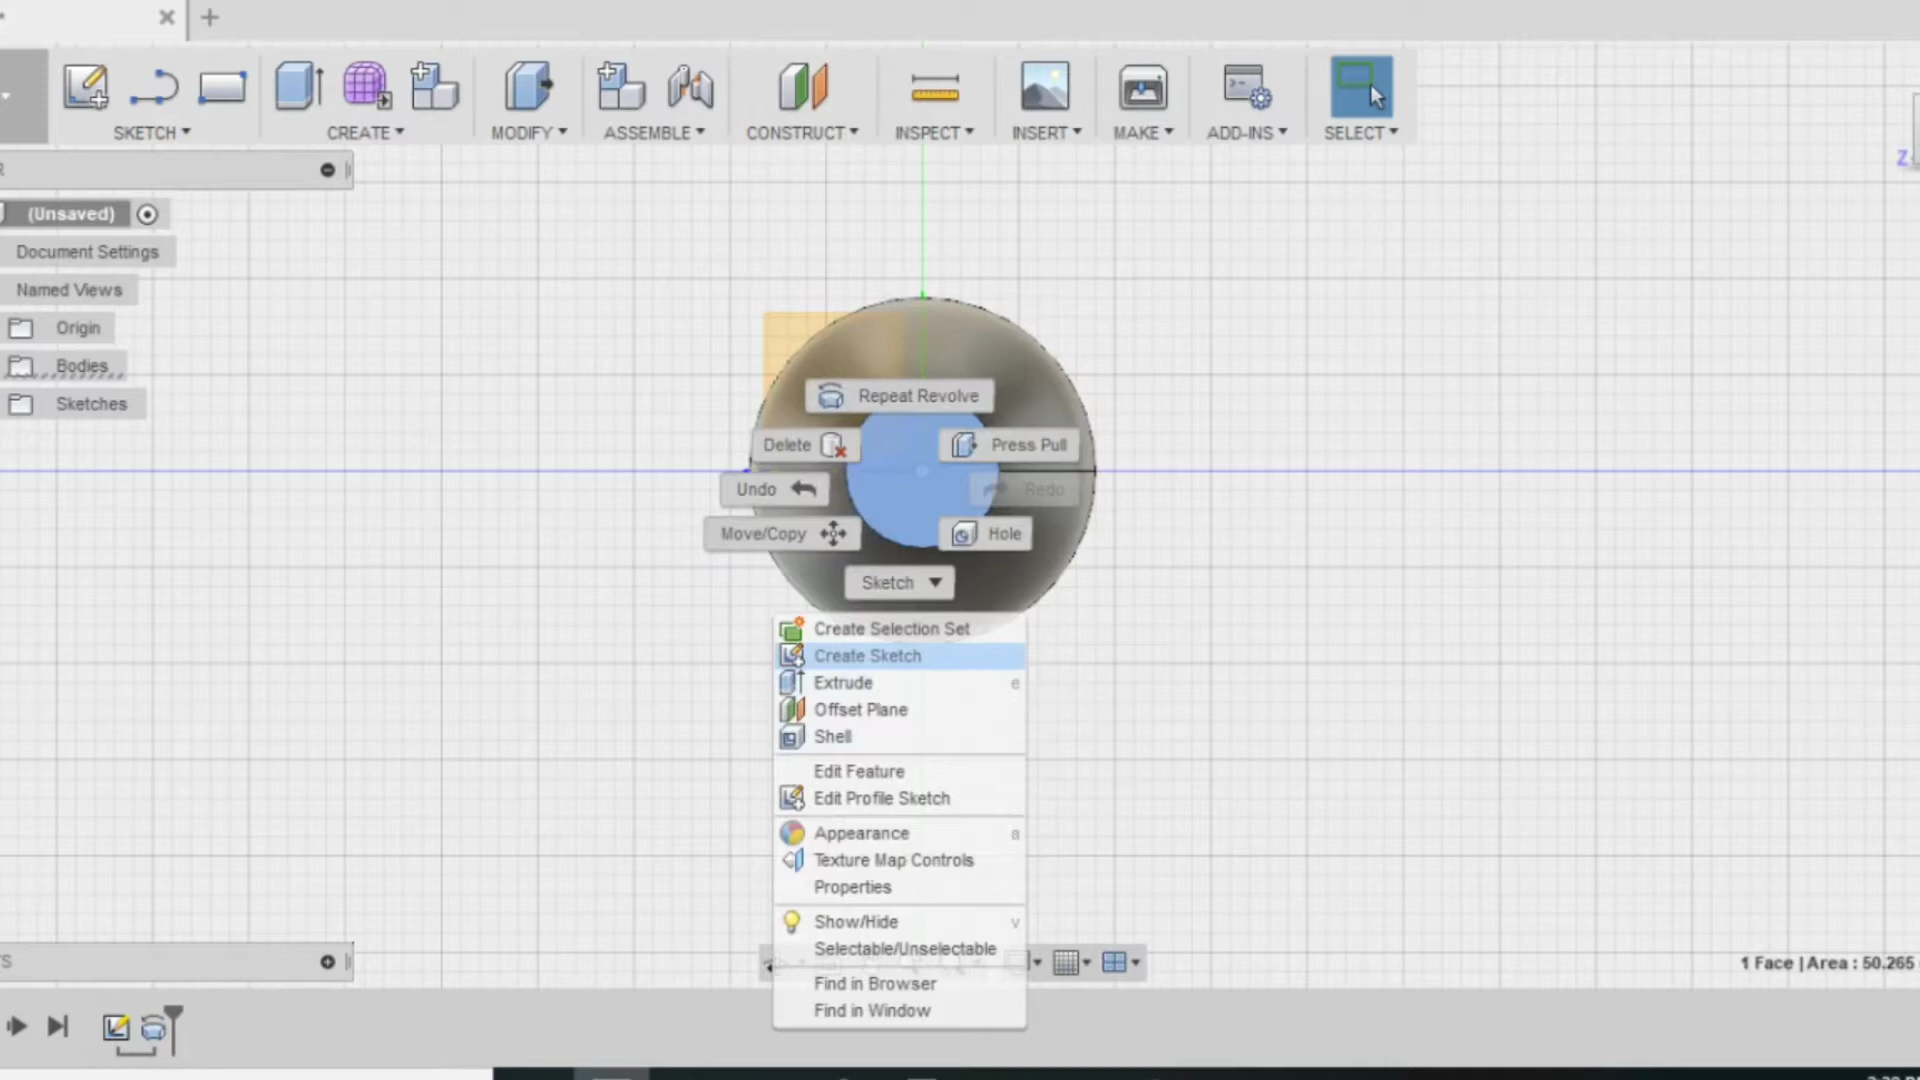 SKETCH
CREATE
MODIFY
ASSEMBLE
CONSTRUCT
INSPECT
INSERT
MAKE
ADD-INS
SELECT
Z
(Unsaved)
Document Settings
Named Views
Origin
Bodies
Sketches
Repeat Revolve
Delete
Press Pull
Undo
Redo
Move/Copy
Hole
Sketch
Create Selection Set
Create Sketch
Extrude e
Offset Plane
Shell
Edit Feature
Edit Profile Sketch
Appearance a
Texture Map Controls
Properties
Show/Hide v
Selectable/Unselectable
Find in Browser
Find in Window
1 Face | Area : 50.265